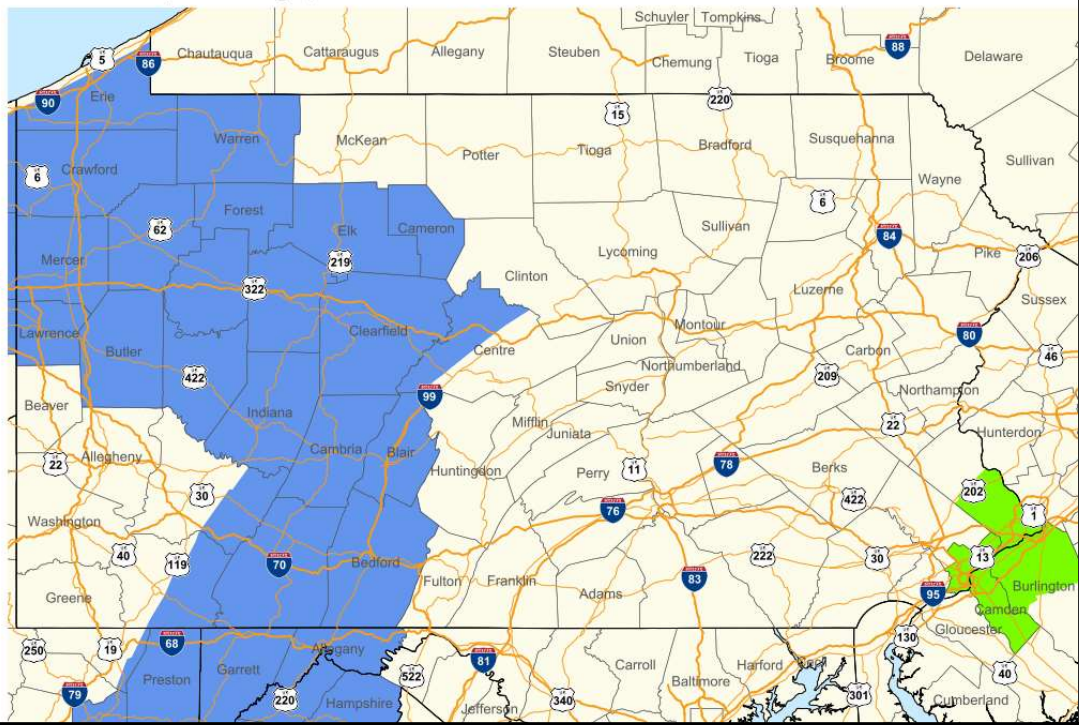 Schuyler Tompkins
5 Chautauqua Cattaraugus Allegany Steuben Chemung Tioga Broome 88 Delaware
86
90 Erie
15 220
Warren McKean Potter Tioga Bradford Susquehanna
Sullivan
6 Crawford
Wayne
6
Forest
62 Elk Cameron Sullivan
84
Mercer 219 Lycoming Pike 206
322 Clinton Luzerne
Sussex
Lawrence Clearfield Montour
80
Butler Centre Union
46
422 Northumberland Carbon
Snyder 209
99 Northampton
Beaver Indiana
Mifflin 22
Juniata Hunterdon
Allegheny Cambria Blair
22 Huntingdon Perry 11 78 Berks
30 422 202
76 1
Washington
40 119 70 Bedford 222 30 13
Fulton Franklin 83 Burlington
Greene Adams 95
Camden
Gloucester
250 19 68 Allegany 130
Garrett 81 Carroll Harford Cecil
Preston 522 40
79 220 Hampshire Jefferson 340 Baltimore 301 Cumberland